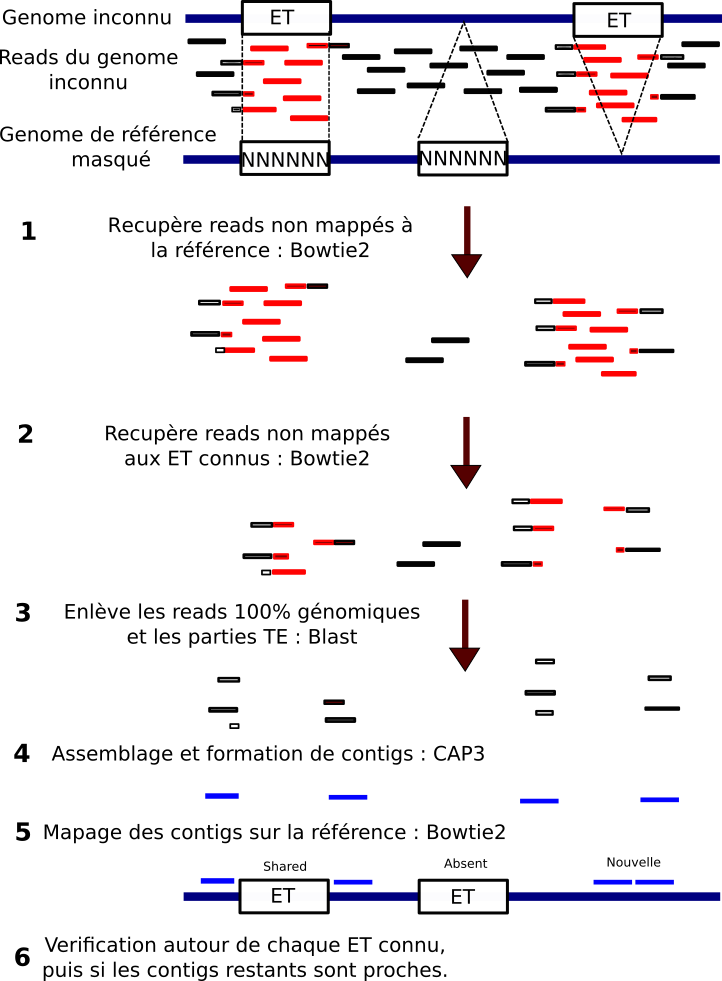 Genome inconnu
ET
ET
Reads du genome
inconnu
Genome de référence
masqué
NNNNNN
NNNNNN
1
Recupère reads non mappés à
la référence : Bowtie2
2
Recupère reads non mappés
aux ET connus : Bowtie2
3
Enlève les reads 100% génomiques
et les parties TE : Blast
4
Assemblage et formation de contigs : CAP3
5
Mapage des contigs sur la référence : Bowtie2
Shared
Absent
Nouvelle
ET
ET
6
Verification autour de chaque ET connu,
puis si les contigs restants sont proches.